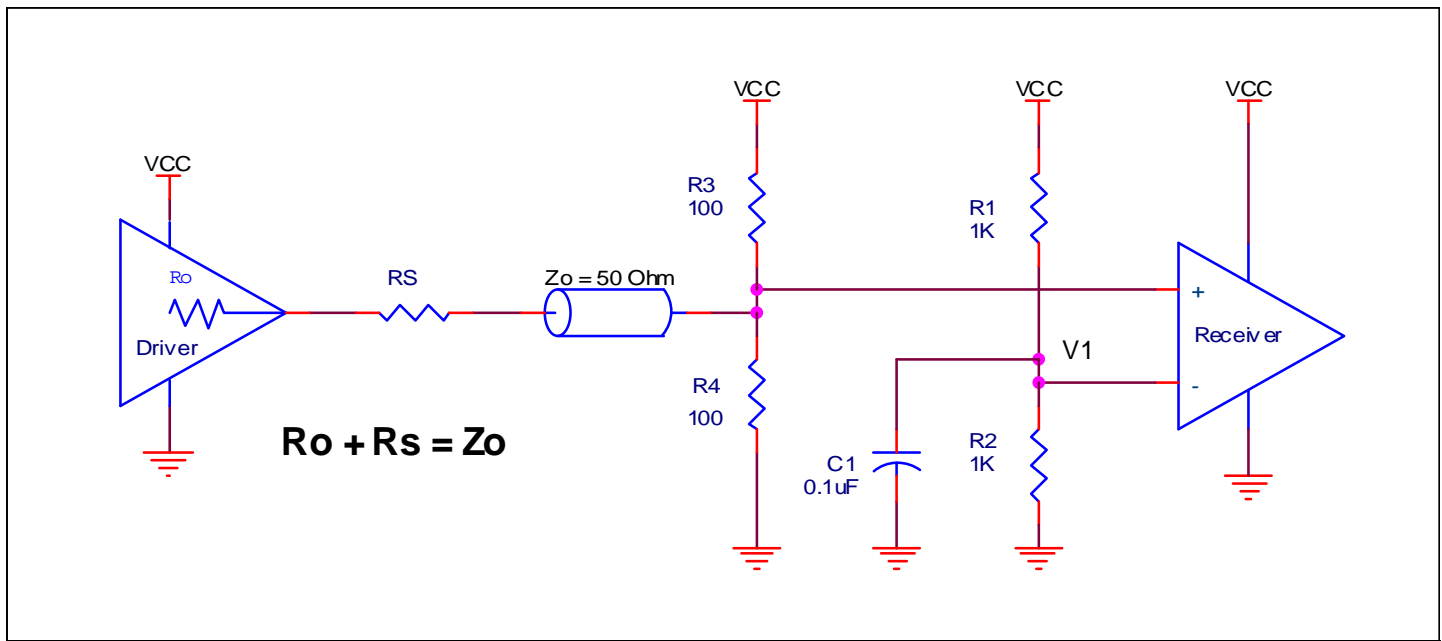 VCC
VCC
VCC
VCC
R3
100
R1
1K
Ro
RS
Zo = 50 Ohm
+
Driver
Receiver
V1
R4
100
-
Ro + Rs = Zo
R2
1K
C1
0.1uF